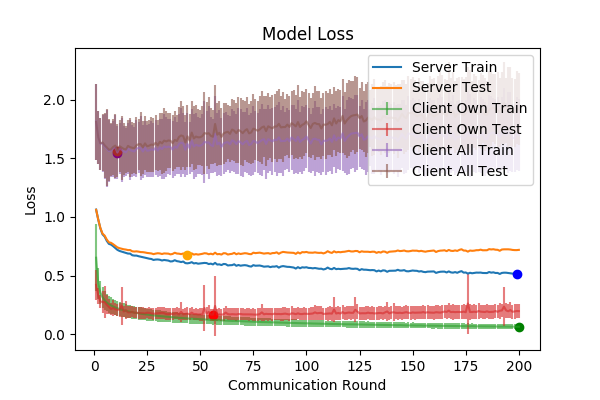 Model Loss
Server Train
Server Test
Client Own Train
Client Own Test
Client All Train
Client All Test
Loss
2.0
1.5
1.0
0.5
0.0
0
25
50
75
100
125
150
175
200
Communication Round